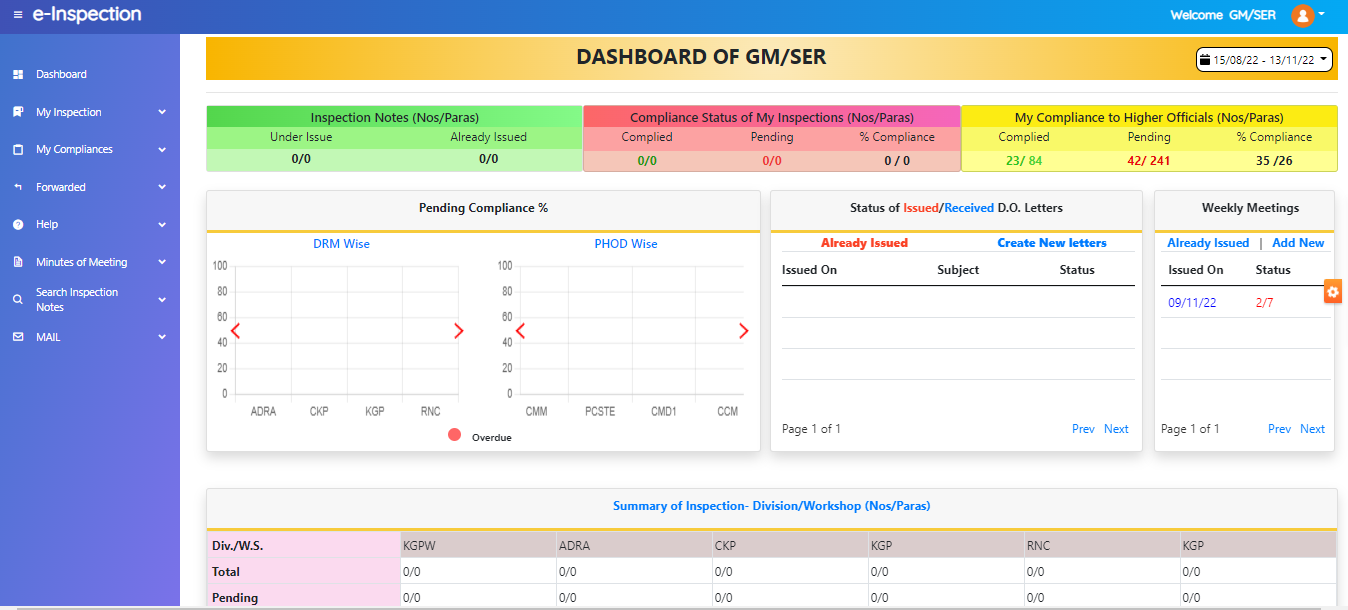 e-Inspection
Welcome GM/SER
Dashboard
My Inspection
My Compliances
Forwarded
Help
Minutes of Meeting
Search Inspection
Notes
MAIL
DASHBOARD OF GM/SER
15/08/22 - 13/11/22
Inspection Notes (Nos/Paras)
Under Issue Already Issued
0/0 0/0
Compliance Status of My Inspections (Nos/Paras)
Complied Pending % Compliance
0/0 0/0 0 / 0
My Compliance to Higher Officials (Nos/Paras)
Complied Pending % Compliance
23/ 84 42/ 241 35 /26
Pending Compliance %
DRM Wise
100
80
60
40
20
0
ADRA CKP KGP RNC
PHOD Wise
100
80
60
40
20
0
CMM PCSTE CMD1 CCM
Overdue
Status of Issued/Received D.O. Letters
Already Issued Create New letters
Issued On Subject Status
Page 1 of 1 Prev Next
Weekly Meetings
Already Issued | Add New
Issued On Status
09/11/22 2/7
Page 1 of 1 Prev Next
Summary of Inspection- Division/Workshop (Nos/Paras)
Div./W.S. KGPW ADRA CKP KGP RNC KGP
Total 0/0 0/0 0/0 0/0 0/0 0/0
Pending 0/0 0/0 0/0 0/0 0/0 0/0